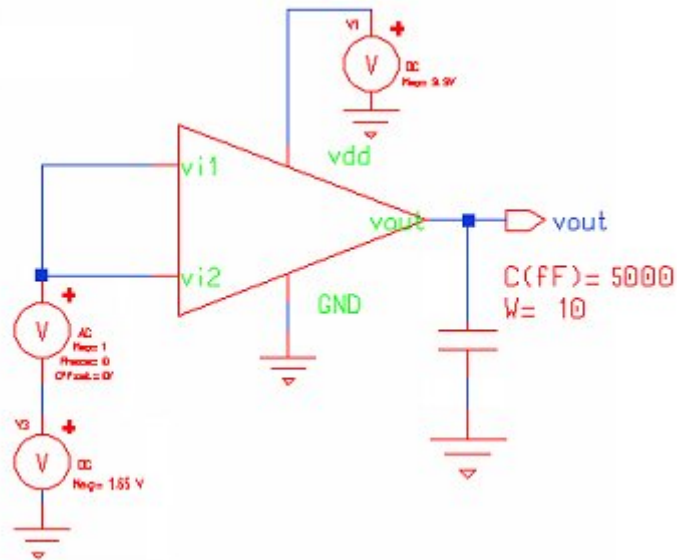 V1
DC
Mag= 3.3V
vdd
vi1
vout
vout
vi2
GND
C(fF)= 5000
W= 10
V
AC
Mag= 1
Phase= 0
Offset= 0V
V3
V
DC
Mag= 1.65 V
V